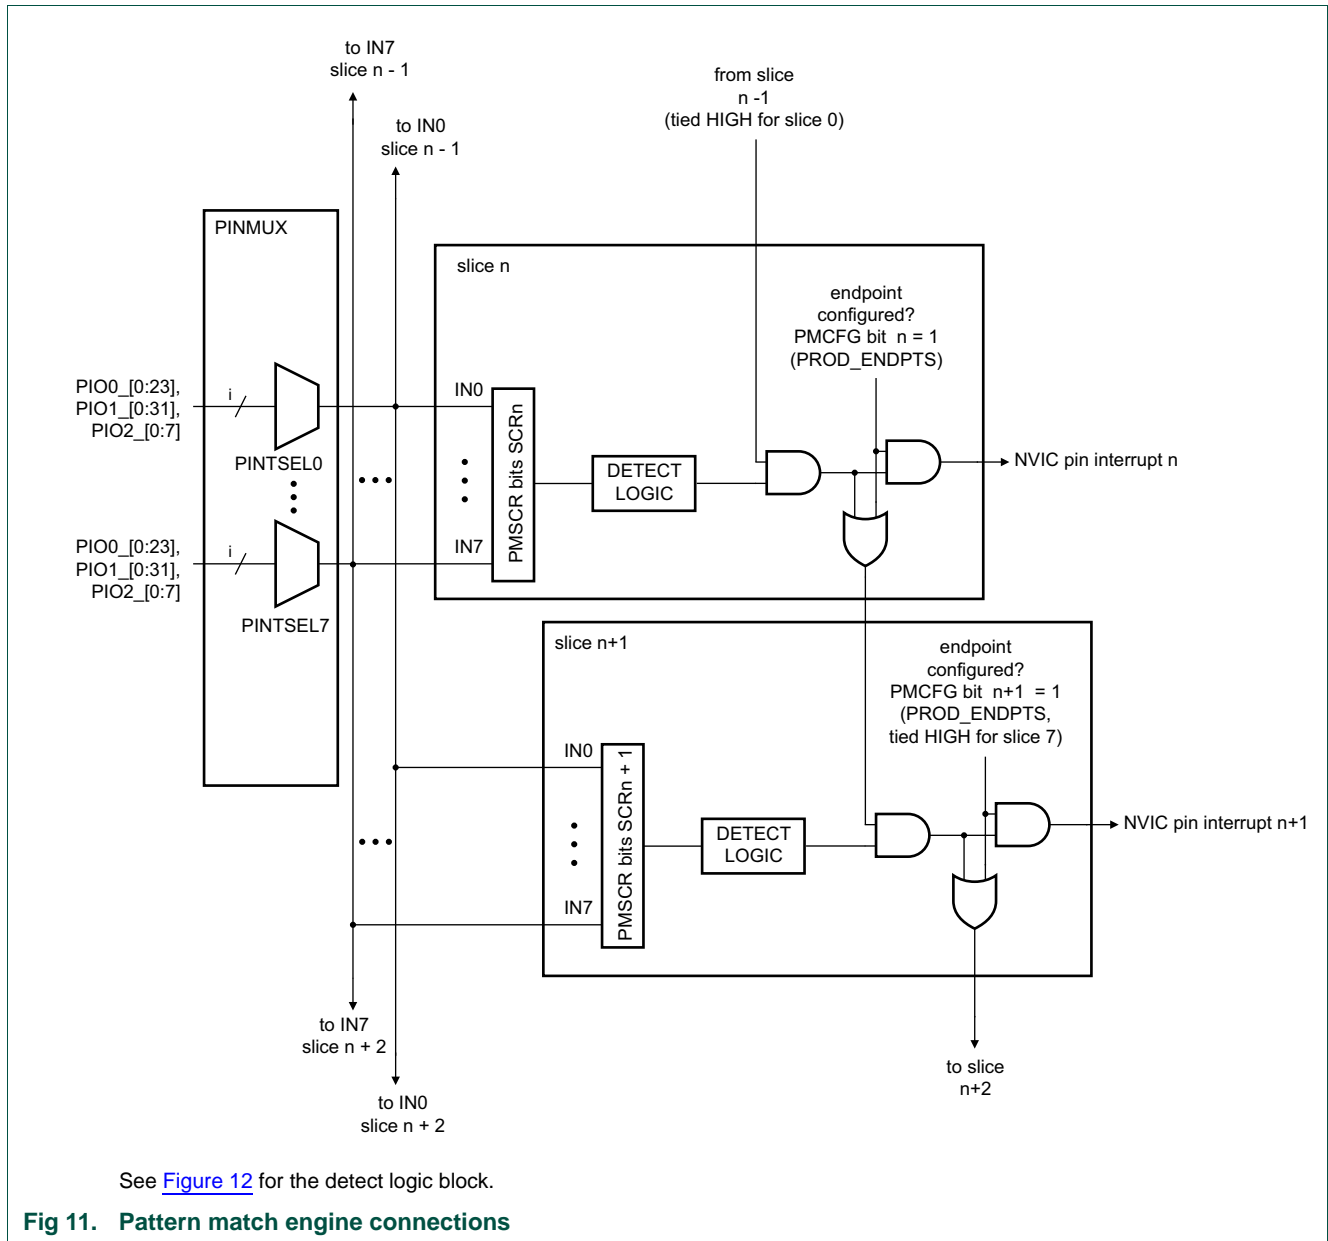 to IN7
slice n - 1
from slice
n -1
(tied HIGH for slice 0)
to IN0
slice n - 1
PINMUX
slice n
endpoint
configured?
PMCFG bit n = 1
(PROD_ENDPTS)
PIO0_[0:23],
PIO1_[0:31],
PIO2_[0:7]
i
PINTSEL0
IN0
PMSCR bits SCRn
DETECT
LOGIC
NVIC pin interrupt n
IN7
PIO0_[0:23],
PIO1_[0:31],
PIO2_[0:7]
i
PINTSEL7
slice n+1
endpoint
configured?
PMCFG bit n+1 = 1
(PROD_ENDPTS,
tied HIGH for slice 7)
IN0
PMSCR bits SCRn + 1
DETECT
LOGIC
NVIC pin interrupt n+1
IN7
to IN7
slice n + 2
to IN0
slice n + 2
to slice
n+2
See Figure 12 for the detect logic block.
Fig 11. Pattern match engine connections